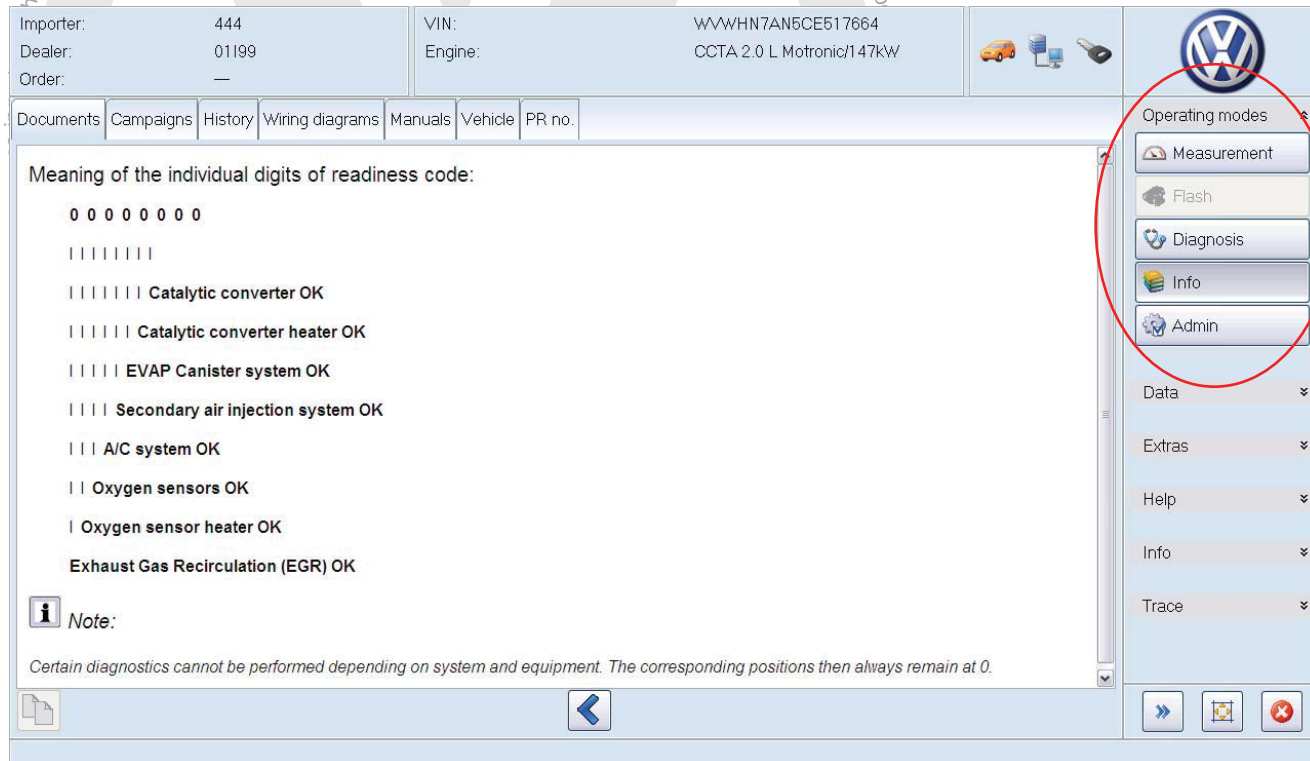 Importer: 444 VIN: WVWHN7AN5CE517664
Dealer: 01I99 Engine: CCTA 2.0 L Motronic/147kW
Order: —
Documents Campaigns History Wiring diagrams Manuals Vehicle PR no.
Meaning of the individual digits of readiness code:
0 0 0 0 0 0 0 0
I I I I I I I I
I I I I I I I Catalytic converter OK
I I I I I I Catalytic converter heater OK
I I I I I EVAP Canister system OK
I I I I Secondary air injection system OK
I I I A/C system OK
I I Oxygen sensors OK
I Oxygen sensor heater OK
Exhaust Gas Recirculation (EGR) OK
i Note:
Certain diagnostics cannot be performed depending on system and equipment. The corresponding positions then always remain at 0.
Operating modes
Measurement
Flash
Diagnosis
Info
Admin
Data
Extras
Help
Info
Trace